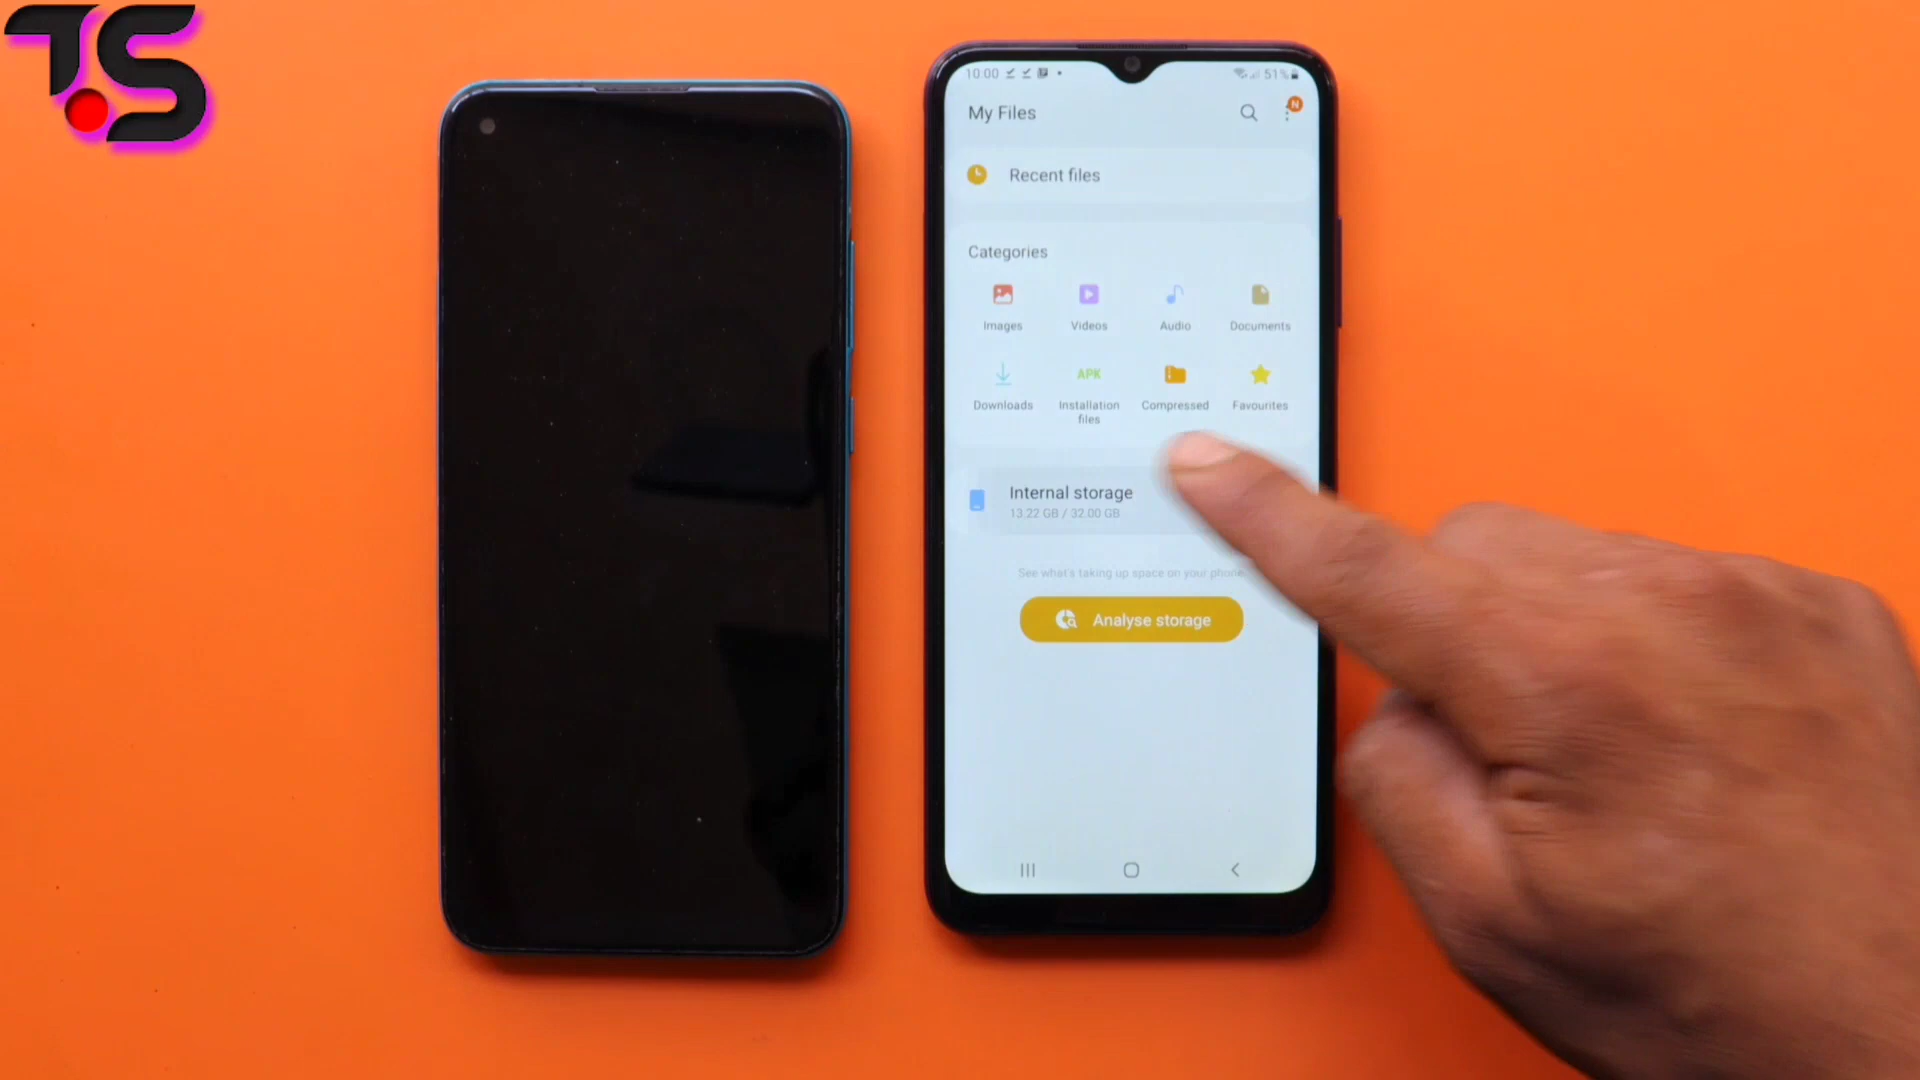 T.S
10:00
51%
My Files
N
Recent files
Categories
Images
Videos
Audio
Documents
APK
Downloads
Installation files
Compressed
Favourites
Internal storage
13.22 GB / 32.00 GB
See what's taking up space on your phone
Analyse storage